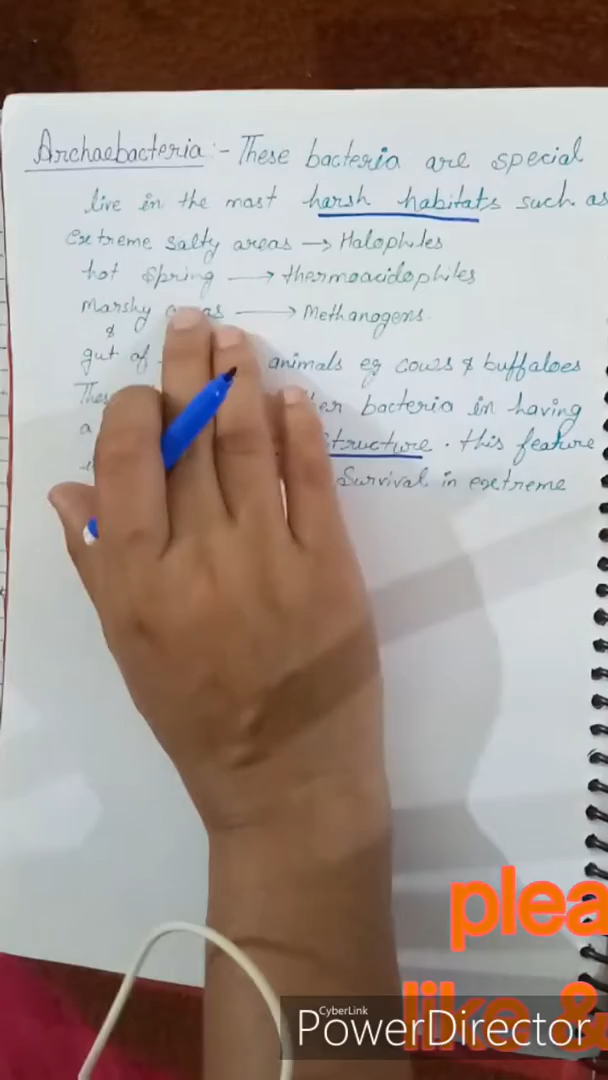 Archaebacteria :- These bacteria are special
live in the most harsh habitats such as
extreme salty areas → Halophiles
hot spring → thermoacidophiles
Marshy areas → Methanogens.
&
gut of animals eg cows & buffaloes
These bacteria in having
a structure. this feature
Survival in extreme
plea
like &
CyberLink
PowerDirector